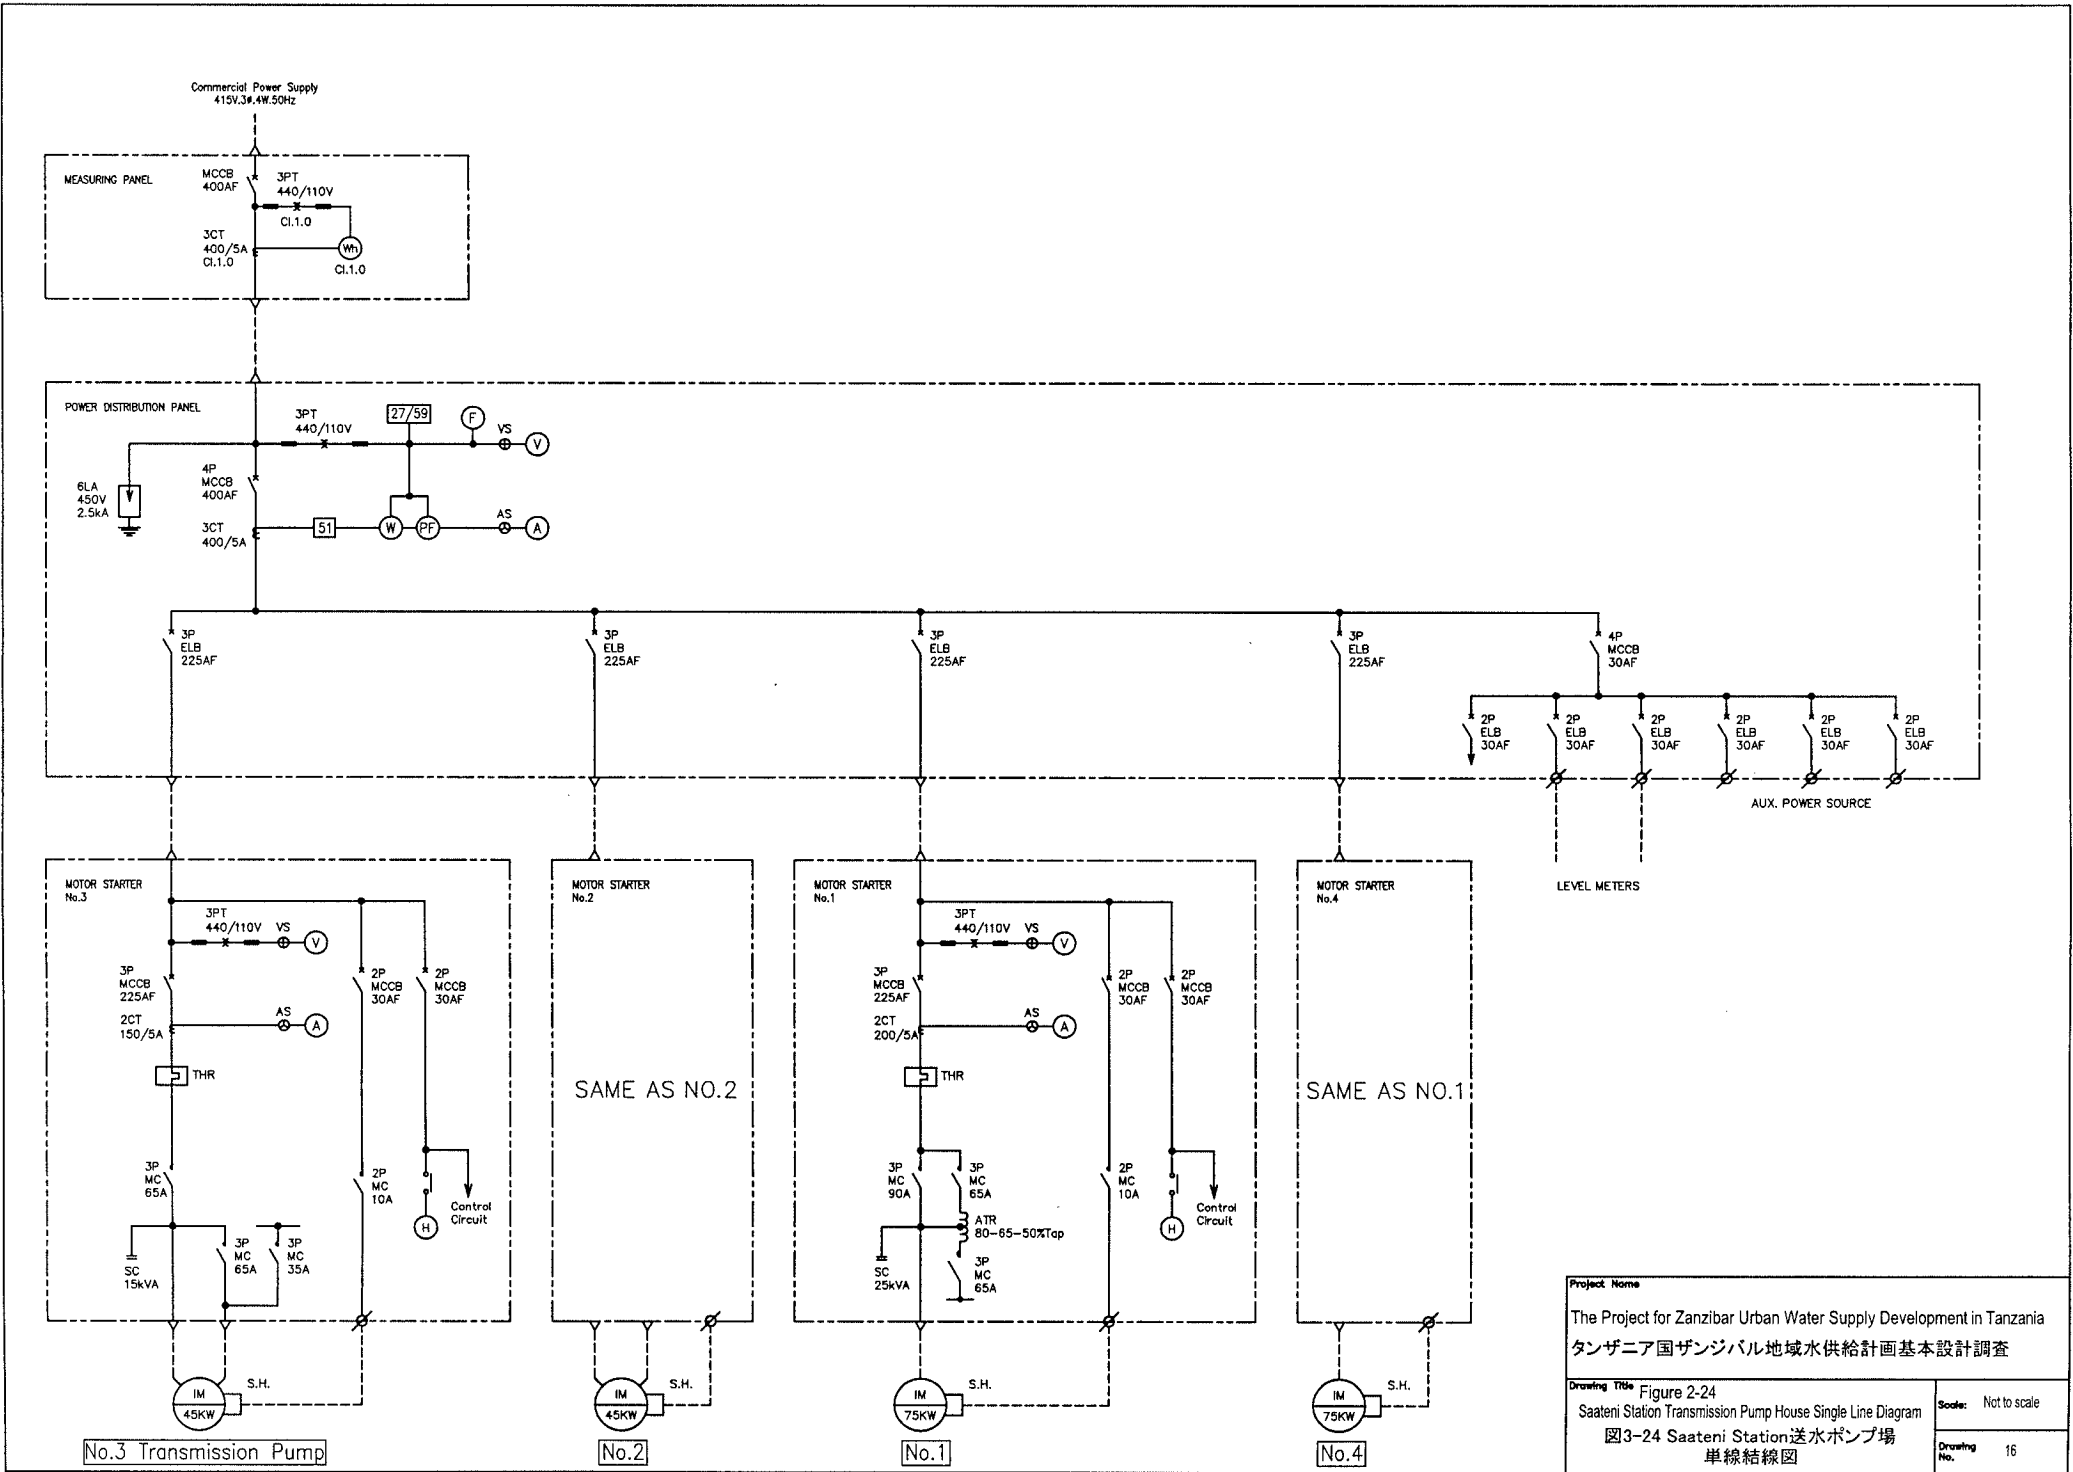 Commercial Power Supply
415V.3ø.4W.50Hz
MEASURING PANEL
MCCB
400AF
3PT
440/110V
Cl.1.0
3CT
400/5A
Cl.1.0
Wh
Cl.1.0
POWER DISTRIBUTION PANEL
3PT
440/110V
27/59
F
VS
V
6LA
450V
2.5kA
4P
MCCB
400AF
3CT
400/5A
51
W
PF
AS
A
3P
ELB
225AF
3P
ELB
225AF
3P
ELB
225AF
3P
ELB
225AF
4P
MCCB
30AF
2P
ELB
30AF
2P
ELB
30AF
2P
ELB
30AF
2P
ELB
30AF
2P
ELB
30AF
2P
ELB
30AF
AUX. POWER SOURCE
LEVEL METERS
MOTOR STARTER
No.3
3PT
440/110V
VS
V
3P
MCCB
225AF
2CT
150/5A
AS
A
2P
MCCB
30AF
2P
MCCB
30AF
THR
3P
MC
65A
2P
MC
10A
Control
Circuit
H
SC
15kVA
3P
MC
65A
3P
MC
35A
S.H.
IM
45KW
No.3 Transmission Pump
MOTOR STARTER
No.2
SAME AS NO.2
S.H.
IM
45KW
No.2
MOTOR STARTER
No.1
3PT
440/110V
VS
V
3P
MCCB
225AF
2CT
200/5A
AS
A
2P
MCCB
30AF
2P
MCCB
30AF
THR
3P
MC
90A
3P
MC
65A
2P
MC
10A
Control
Circuit
H
ATR
80-65-50%Tap
SC
25kVA
3P
MC
65A
S.H.
IM
75KW
No.1
MOTOR STARTER
No.4
SAME AS NO.1
S.H.
IM
75KW
No.4
Project Name
The Project for Zanzibar Urban Water Supply Development in Tanzania
タンザニア国ザンジバル地域水供給計画基本設計調査
Drawing Title Figure 2-24
Saateni Station Transmission Pump House Single Line Diagram
図3-24 Saateni Station送水ポンプ場
単線結線図
Scale: Not to scale
Drawing No. 16